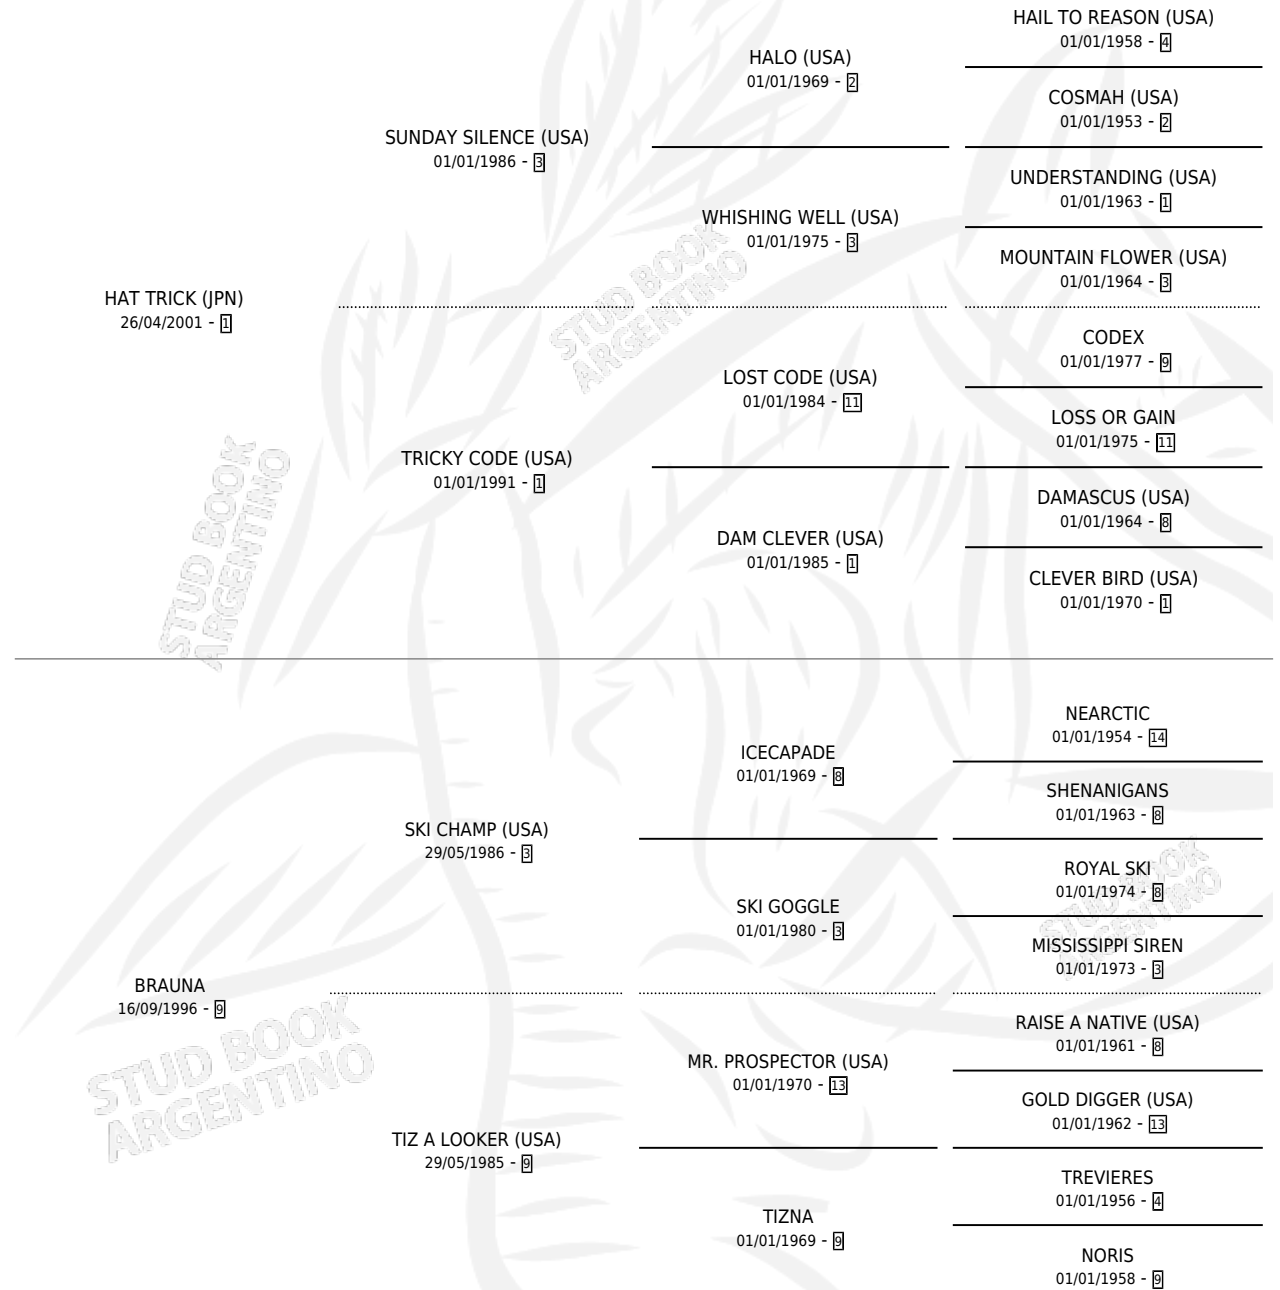 HAIL TO REASON (USA)
01/01/1958 - 4
HALO (USA)
01/01/1969 - 2
COSMAH (USA)
01/01/1953 - 2
SUNDAY SILENCE (USA)
01/01/1986 - 3
UNDERSTANDING (USA)
01/01/1963 - 1
WHISHING WELL (USA)
01/01/1975 - 3
MOUNTAIN FLOWER (USA)
01/01/1964 - 3
HAT TRICK (JPN)
26/04/2001 - 1
CODEX
01/01/1977 - 9
LOST CODE (USA)
01/01/1984 - 11
LOSS OR GAIN
01/01/1975 - 11
TRICKY CODE (USA)
01/01/1991 - 1
DAMASCUS (USA)
01/01/1964 - 8
DAM CLEVER (USA)
01/01/1985 - 1
CLEVER BIRD (USA)
01/01/1970 - 1
NEARCTIC
01/01/1954 - 14
ICECAPADE
01/01/1969 - 8
SHENANIGANS
01/01/1963 - 8
SKI CHAMP (USA)
29/05/1986 - 3
ROYAL SKI
01/01/1974 - 8
SKI GOGGLE
01/01/1980 - 3
MISSISSIPPI SIREN
01/01/1973 - 3
BRAUNA
16/09/1996 - 9
RAISE A NATIVE (USA)
01/01/1961 - 8
MR. PROSPECTOR (USA)
01/01/1970 - 13
GOLD DIGGER (USA)
01/01/1962 - 13
TIZ A LOOKER (USA)
29/05/1985 - 9
TREVIERES
01/01/1956 - 4
TIZNA
01/01/1969 - 9
NORIS
01/01/1958 - 9
STUD BOOK
ARGENTINO
STUD BOOK
ARGENTINO
STUD BOOK
ARGENTINO
STUD BOOK
ARGENTINO